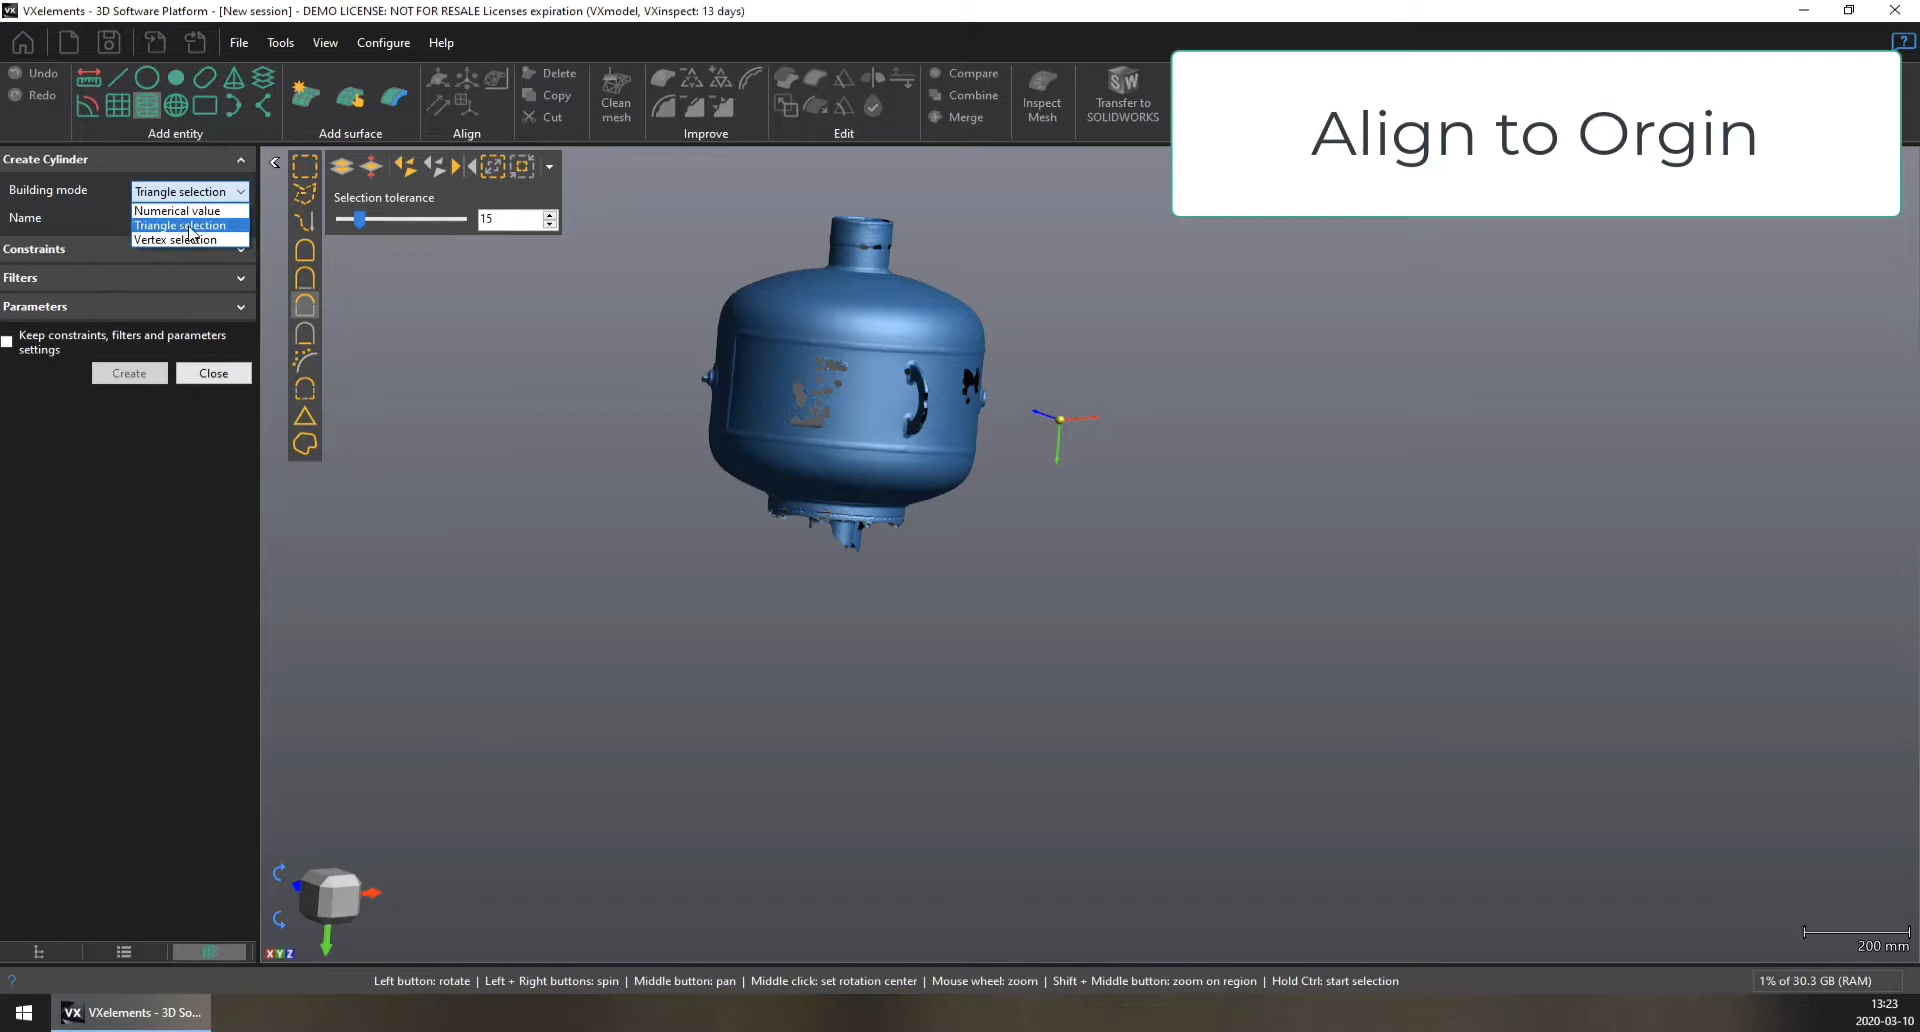 VXelements - 3D Software Platform - [New session] - DEMO LICENSE: NOT FOR RESALE Licenses expiration (VXmodel, VXinspect: 13 days)
File Tools View Configure Help
Undo
Redo
Add entity
Add surface
Align
Delete
Copy
Cut
Clean
mesh
Improve
Edit
Compare
Combine
Merge
Inspect
Mesh
SW
Transfer to
SOLIDWORKS
Align to Orgin
Create Cylinder
Building mode
Triangle selection
Numerical value
Triangle selection
Vertex selection
Name
Constraints
Filters
Parameters
Keep constraints, filters and parameters
settings
Create
Close
Selection tolerance
15
XYZ
200 mm
Left button: rotate | Left + Right buttons: spin | Middle button: pan | Middle click: set rotation center | Mouse wheel: zoom | Shift + Middle button: zoom on region | Hold Ctrl: start selection
1% of 30.3 GB (RAM)
VX VXelements - 3D So...
13:23
2020-03-10